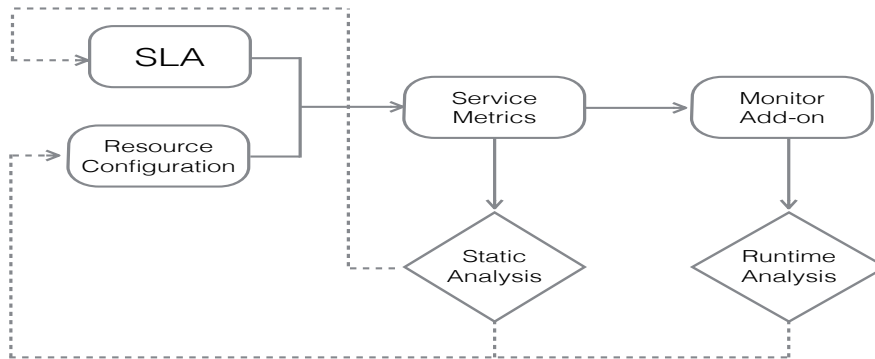 SLA
Resource
Configuration
Service
Metrics
Monitor
Add-on
Static
Analysis
Runtime
Analysis